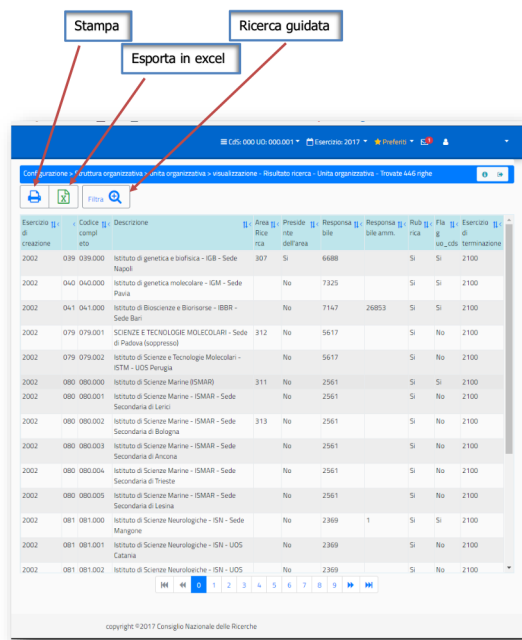 Stampa
Ricerca guidata
Esporta in excel
CdS: 000 UO: 000.001 Esercizio: 2017 Preferiti
Configurazione > Struttura organizzativa > Unita organizzativa > visualizzazione - Risultato ricerca - Unita organizzativa - Trovate 446 righe
Filtra
Esercizio Codice Descrizione Area Preside Responsa Responsa Rub Fla Esercizio
di compl Rice nte bile bile amm. rica g di
creazione eto rca dell'area uo_cds terminazione
2002 039 039.000 Istituto di genetica e biofisica - IGB - Sede 307 Si 6688 Si Si 2100
Napoli
2002 040 040.000 Istituto di genetica molecolare - IGM - Sede No 7325 Si Si 2100
Pavia
2002 041 041.000 Istituto di Bioscienze e Biorisorse - IBBR - No 7147 26853 Si Si 2100
Sede Bari
2002 079 079.001 SCIENZE E TECNOLOGIE MOLECOLARI - Sede 312 No 5617 Si No 2100
di Padova (soppresso)
2002 079 079.002 Istituto di Scienze e Tecnologie Molecolari - No 5617 Si No 2100
ISTM - UOS Perugia
2002 080 080.000 Istituto di Scienze Marine (ISMAR) 311 No 2561 Si Si 2100
2002 080 080.001 Istituto di Scienze Marine - ISMAR - Sede No 2561 Si No 2100
Secondaria di Lerici
2002 080 080.002 Istituto di Scienze Marine - ISMAR - Sede 313 No 2561 Si No 2100
Secondaria di Bologna
2002 080 080.003 Istituto di Scienze Marine - ISMAR - Sede No 2561 Si No 2100
Secondaria di Ancona
2002 080 080.004 Istituto di Scienze Marine - ISMAR - Sede No 2561 Si No 2100
Secondaria di Trieste
2002 080 080.005 Istituto di Scienze Marine - ISMAR - Sede No 2561 Si No 2100
Secondaria di Lesina
2002 081 081.000 Istituto di Scienze Neurologiche - ISN - Sede No 2369 1 Si Si 2100
Mangone
2002 081 081.001 Istituto di Scienze Neurologiche - ISN - UOS No 2369 Si No 2100
Catania
2002 081 081.002 Istituto di Scienze Neurologiche - ISN - UOS No 2369 Si No 2100
0 1 2 3 4 5 6 7 8 9
copyright ©2017 Consiglio Nazionale delle Ricerche